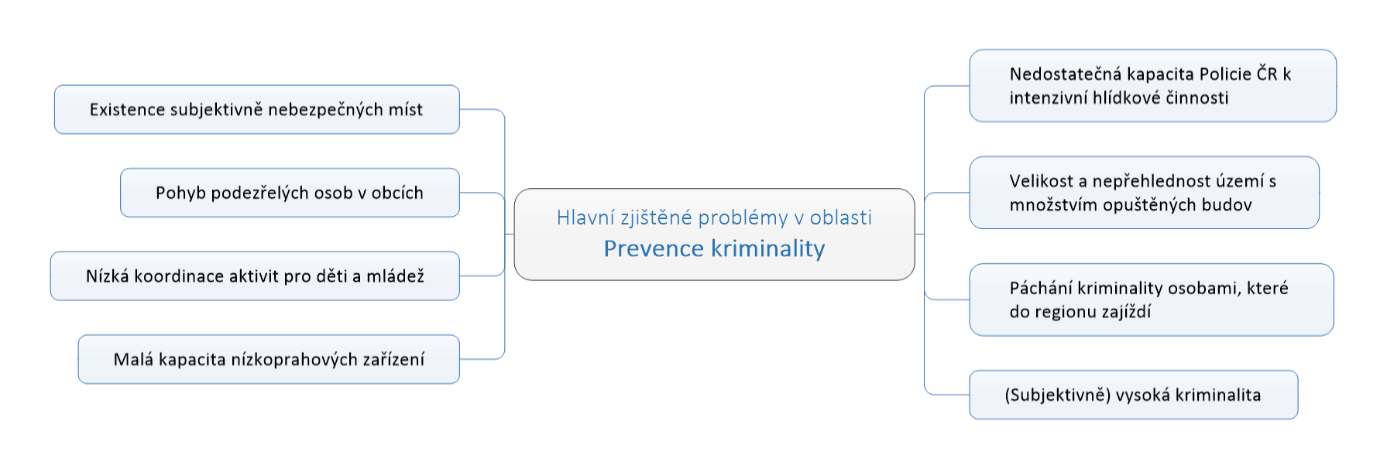 Existence subjektivně nebezpečných míst
Pohyb podezřelých osob v obcích
Nízká koordinace aktivit pro děti a mládež
Malá kapacita nízkoprahových zařízení
Hlavní zjištěné problémy v oblasti
Prevence kriminality
Nedostatečná kapacita Policie ČR k
intenzivní hlídkové činnosti
Velikost a nepřehlednost území s
množstvím opuštěných budov
Páchání kriminality osobami, které
do regionu zajíždí
(Subjektivně) vysoká kriminalita